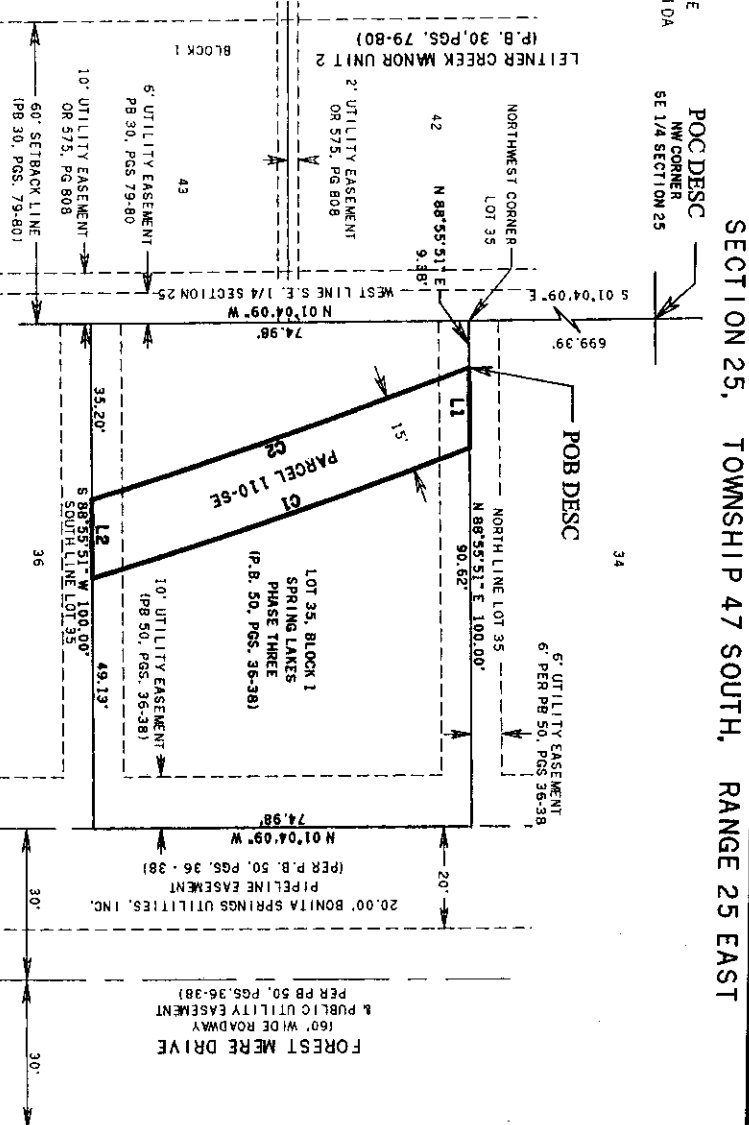 SECTION 25, TOWNSHIP 47 SOUTH, RANGE 25 EAST
E
IDA
POC DESC
NW CORNER
SE 1/4 SECTION 25
S 01°04'09" E
699.39'
LEITNER CREEK MANOR UNIT 2
(P.B. 30, PGS. 79-80)
BLOCK 1
NORTHWEST CORNER
LOT 35
42
N 88°55'51" E
9.38'
2' UTILITY EASEMENT
OR 575, PG 808
43
6' UTILITY EASEMENT
PB 30, PGS 79-80
10' UTILITY EASEMENT
OR 575, PG 808
60' SETBACK LINE
(PB 30, PGS. 79-80)
WEST LINE S.E. 1/4 SECTION 25
N 01°04'09" W
74.98'
POB DESC
34
L1
NORTH LINE LOT 35
N 88°55'51" E 100.00'
90.62'
6' UTILITY EASEMENT
6' PER PB 50, PGS 36-38
15'
C2
PARCEL 110-SE
C1
LOT 35, BLOCK 1
SPRING LAKES
PHASE THREE
(P.B. 50, PGS. 36-38)
10' UTILITY EASEMENT
(PB 50, PGS. 36-38)
35.20'
L2
S 88°55'51" W 100.00'
SOUTH LINE LOT 35
49.13'
36
74.98'
N 01°04'09" W
20.00' BONITA SPRINGS UTILITIES, INC.
PIPELINE EASEMENT
(PER P.B. 50, PGS. 36 - 38)
20'
30'
30'
FOREST MERE DRIVE
(60' WIDE ROADWAY
& PUBLIC UTILITY EASEMENT
PER PB 50, PGS.36-38)